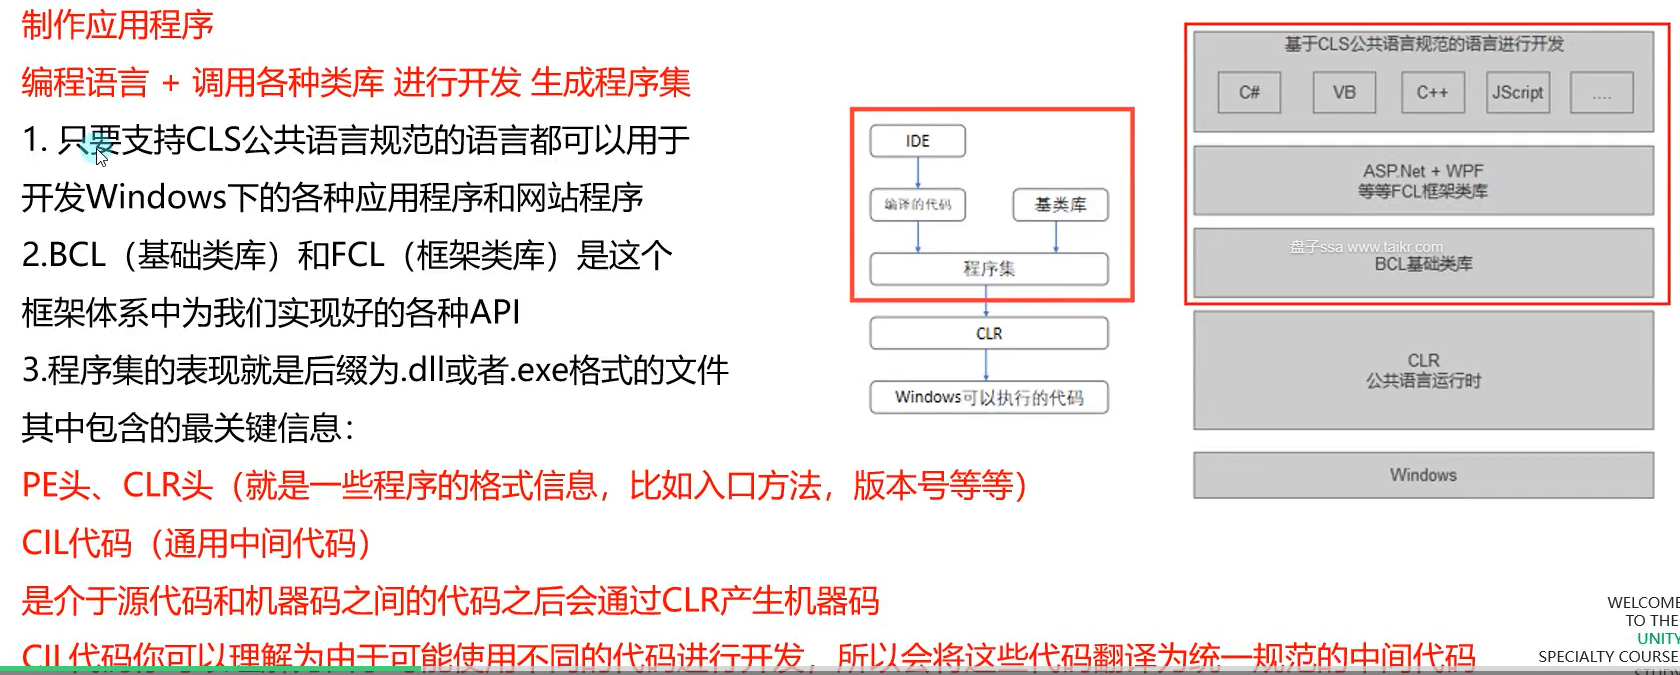 制作应用程序
编程语言 + 调用各种类库 进行开发 生成程序集
1. 只要支持CLS公共语言规范的语言都可以用于
开发Windows下的各种应用程序和网站程序
2.BCL（基础类库）和FCL（框架类库）是这个
框架体系中为我们实现好的各种API
3.程序集的表现就是后缀为.dll或者.exe格式的文件
其中包含的最关键信息：
PE头、CLR头（就是一些程序的格式信息，比如入口方法，版本号等等）
CIL代码（通用中间代码）
是介于源代码和机器码之间的代码之后会通过CLR产生机器码
CIL代码你可以理解为由于可能使用不同的代码进行开发，所以会将这些代码翻译为统一规范的中间代码
IDE
编译的代码
基类库
程序集
CLR
Windows可以执行的代码
基于CLS公共语言规范的语言进行开发
C#
VB
C++
JScript
....
ASP.Net + WPF
等等FCL框架类库
盘子ssa www.taikr.com
BCL基础类库
CLR
公共语言运行时
Windows
WELCOME
TO THE
UNITY
SPECIALTY COURSE
STUDY